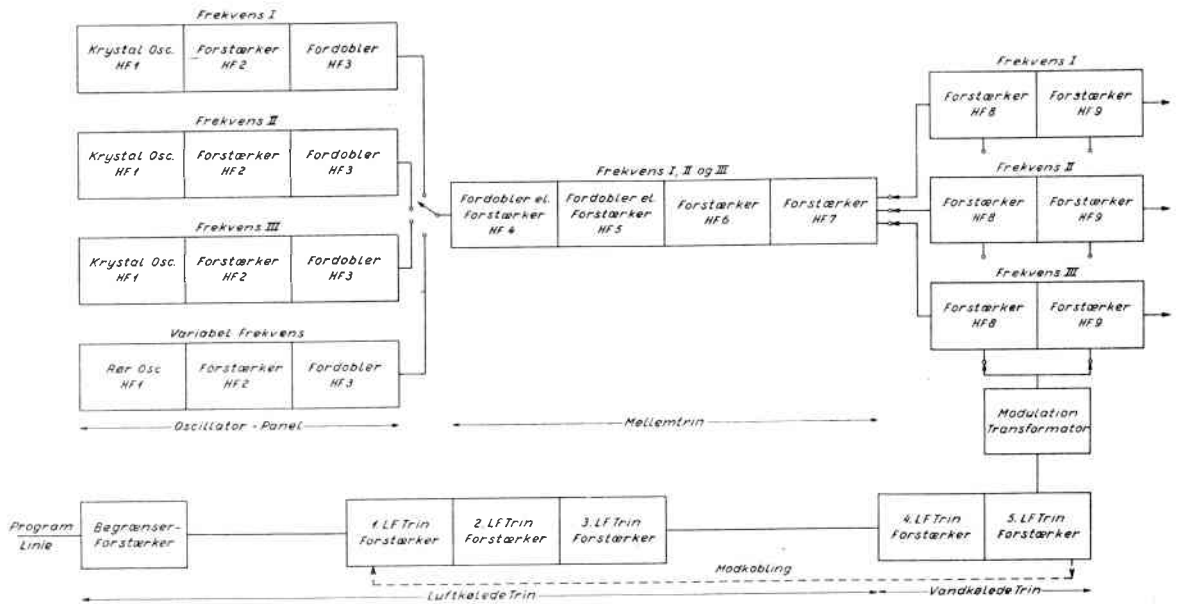 Frekvens I
Krystal Osc.
HF1
Forstærker
HF2
Fordobler
HF3
Frekvens II
Krystal Osc.
HF1
Forstærker
HF2
Fordobler
HF3
Frekvens III
Krystal Osc.
HF1
Forstærker
HF2
Fordobler
HF3
Variabel Frekvens
Rør Osc
HF1
Forstærker
HF2
Fordobler
HF3
Oscillator-Panel
Frekvens I, II og III
Fordobler el.
Forstærker
HF4
Fordobler el.
Forstærker
HF5
Forstærker
HF6
Forstærker
HF7
Mellemtrin
Frekvens I
Forstærker
HF8
Forstærker
HF9
Frekvens II
Forstærker
HF8
Forstærker
HF9
Frekvens III
Forstærker
HF8
Forstærker
HF9
Modulation
Transformator
Program
Linie
Begrænser-
Forstærker
1. LF Trin
Forstærker
2. LF Trin
Forstærker
3. LF Trin
Forstærker
4. LF Trin
Forstærker
5. LF Trin
Forstærker
Modkobling
Luftkølede Trin
Vandkølede Trin